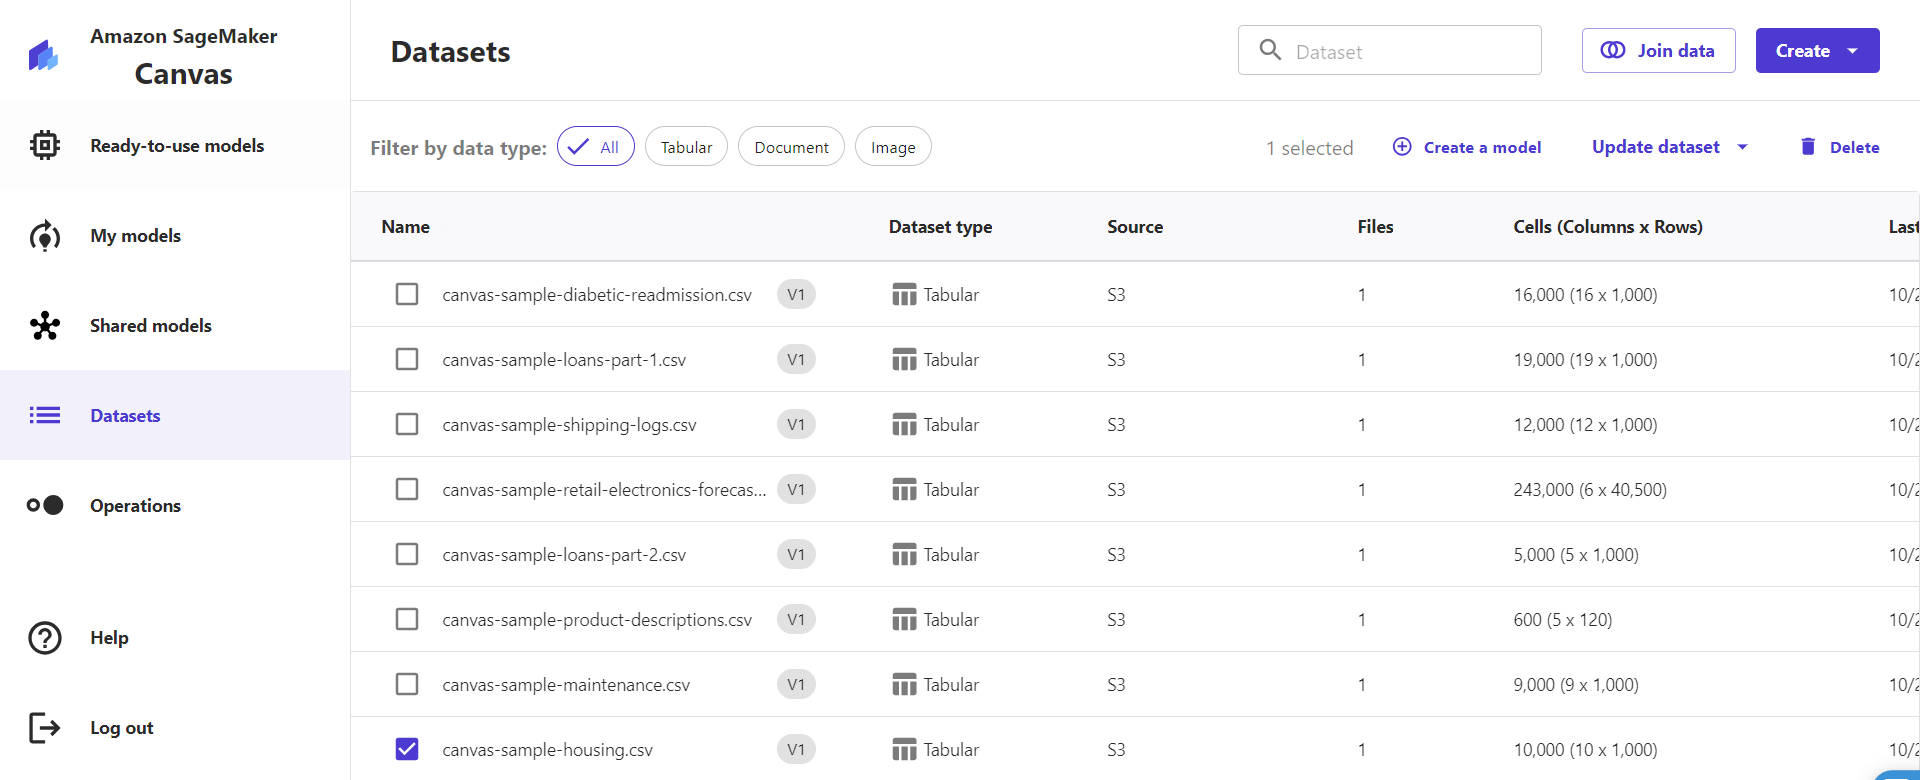 Amazon SageMaker
Canvas
Ready-to-use models
My models
Shared models
Datasets
Operations
Help
Log out
Datasets
Dataset
Join data
Create
Filter by data type:
All
Tabular
Document
Image
1 selected
Create a model
Update dataset
Delete
Name Dataset type Source Files Cells (Columns x Rows) Last
canvas-sample-diabetic-readmission.csv V1 Tabular S3 1 16,000 (16 x 1,000) 10/2
canvas-sample-loans-part-1.csv V1 Tabular S3 1 19,000 (19 x 1,000) 10/2
canvas-sample-shipping-logs.csv V1 Tabular S3 1 12,000 (12 x 1,000) 10/2
canvas-sample-retail-electronics-forecas... V1 Tabular S3 1 243,000 (6 x 40,500) 10/2
canvas-sample-loans-part-2.csv V1 Tabular S3 1 5,000 (5 x 1,000) 10/2
canvas-sample-product-descriptions.csv V1 Tabular S3 1 600 (5 x 120) 10/2
canvas-sample-maintenance.csv V1 Tabular S3 1 9,000 (9 x 1,000) 10/2
canvas-sample-housing.csv V1 Tabular S3 1 10,000 (10 x 1,000) 10/2